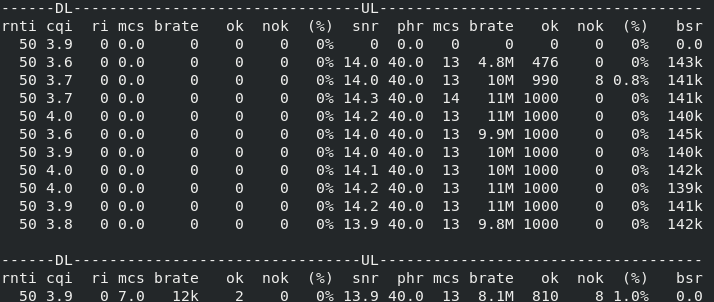 ------DL--------------------------------UL------------------------------------
rnti cqi  ri mcs brate   ok  nok  (%)  snr  phr mcs brate   ok  nok  (%)   bsr
  50 3.9   0 0.0     0    0    0   0%    0  0.0   0     0    0    0   0%   0.0
  50 3.6   0 0.0     0    0    0   0% 14.0 40.0  13  4.8M  476    0   0%  143k
  50 3.7   0 0.0     0    0    0   0% 14.0 40.0  13   10M  990    8 0.8%  141k
  50 3.7   0 0.0     0    0    0   0% 14.3 40.0  14   11M 1000    0   0%  141k
  50 4.0   0 0.0     0    0    0   0% 14.2 40.0  13   11M 1000    0   0%  140k
  50 3.6   0 0.0     0    0    0   0% 14.0 40.0  13  9.9M 1000    0   0%  145k
  50 3.9   0 0.0     0    0    0   0% 14.0 40.0  13   10M 1000    0   0%  140k
  50 4.0   0 0.0     0    0    0   0% 14.1 40.0  13   10M 1000    0   0%  142k
  50 4.0   0 0.0     0    0    0   0% 14.2 40.0  13   11M 1000    0   0%  139k
  50 3.9   0 0.0     0    0    0   0% 14.2 40.0  13   11M 1000    0   0%  141k
  50 3.8   0 0.0     0    0    0   0% 13.9 40.0  13  9.8M 1000    0   0%  142k

------DL--------------------------------UL------------------------------------
rnti cqi  ri mcs brate   ok  nok  (%)  snr  phr mcs brate   ok  nok  (%)   bsr
  50 3.9   0 7.0   12k    2    0   0% 13.9 40.0  13  8.1M  810    8 1.0%   0.0